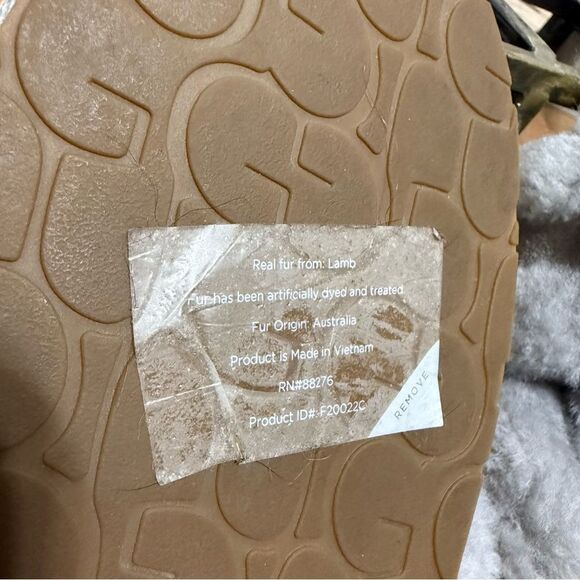 Real fur from: Lamb
Fur has been artificially dyed and treated
Fur Origin: Australia
Product is Made in Vietnam
RN#88276
Product ID#: F20022C
REMOVE